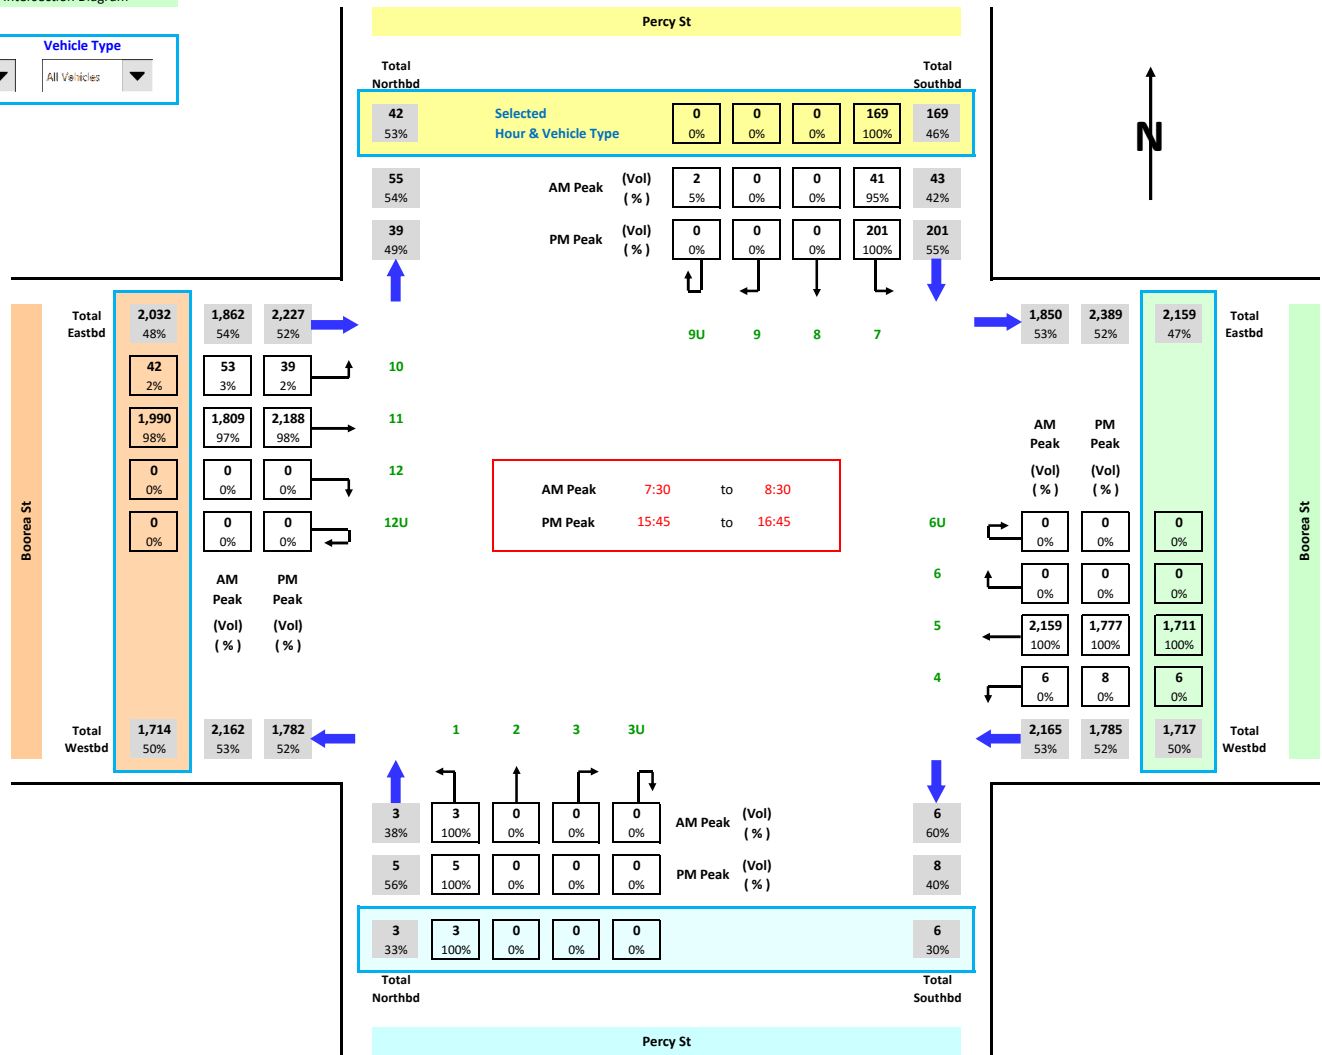 Intersection Diagram
Vehicle Type
All Vehicles
Percy St
Total
Northbd
Total
Southbd
42
53%
Selected
Hour & Vehicle Type
0
0%
0
0%
0
0%
169
100%
169
46%
55
54%
AM Peak
(Vol)
( % )
2
5%
0
0%
0
0%
41
95%
43
42%
39
49%
PM Peak
(Vol)
( % )
0
0%
0
0%
0
0%
201
100%
201
55%
N
9U 9 8 7
Boorea St
Total
Eastbd
2,032
48%
1,862
54%
2,227
52%
42
2%
53
3%
39
2%
10
1,990
98%
1,809
97%
2,188
98%
11
0
0%
0
0%
0
0%
12
0
0%
0
0%
0
0%
12U
AM
Peak
(Vol)
( % )
PM
Peak
(Vol)
( % )
Total
Westbd
1,714
50%
2,162
53%
1,782
52%
AM Peak 7:30 to 8:30
PM Peak 15:45 to 16:45
1,850
53%
2,389
52%
2,159
47%
Total
Eastbd
AM
Peak
(Vol)
( % )
PM
Peak
(Vol)
( % )
6U
0
0%
0
0%
0
0%
6
0
0%
0
0%
0
0%
5
2,159
100%
1,777
100%
1,711
100%
4
6
0%
8
0%
6
0%
2,165
53%
1,785
52%
1,717
50%
Total
Westbd
Boorea St
1 2 3 3U
3
38%
3
100%
0
0%
0
0%
0
0%
AM Peak
(Vol)
( % )
6
60%
5
56%
5
100%
0
0%
0
0%
0
0%
PM Peak
(Vol)
( % )
8
40%
3
33%
3
100%
0
0%
0
0%
0
0%
6
30%
Total
Northbd
Total
Southbd
Percy St